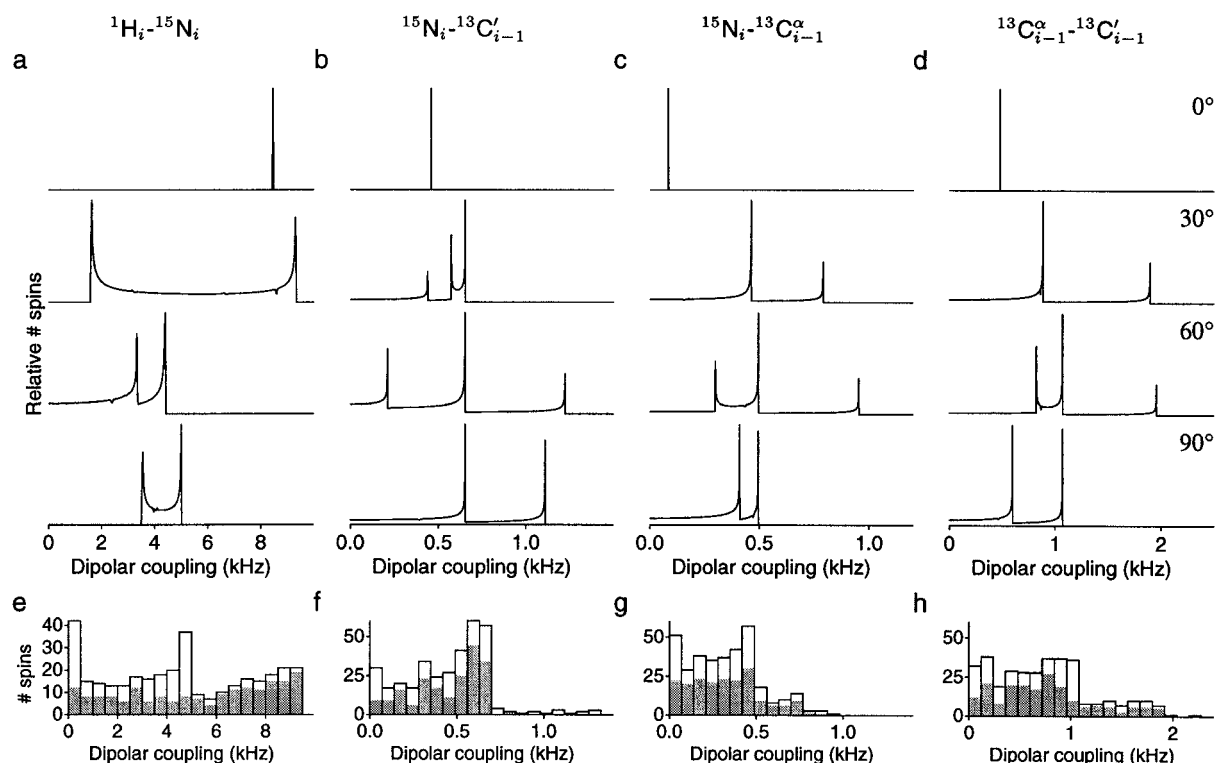 ¹Hᵢ-¹⁵Nᵢ ¹⁵Nᵢ-¹³C′ᵢ₋₁ ¹⁵Nᵢ-¹³Cᵅᵢ₋₁ ¹³Cᵅᵢ₋₁-¹³C′ᵢ₋₁
a b c d
0°
30°
60°
90°
Relative # spins
0 2 4 6 8 0.0 0.5 1.0 0.0 0.5 1.0 0 1 2
Dipolar coupling (kHz) Dipolar coupling (kHz) Dipolar coupling (kHz) Dipolar coupling (kHz)
e f g h
# spins
40
30
20
10
0
50
25
0
50
25
0
50
25
0
0 2 4 6 8 0.0 0.5 1.0 0.0 0.5 1.0 0 1 2
Dipolar coupling (kHz) Dipolar coupling (kHz) Dipolar coupling (kHz) Dipolar coupling (kHz)